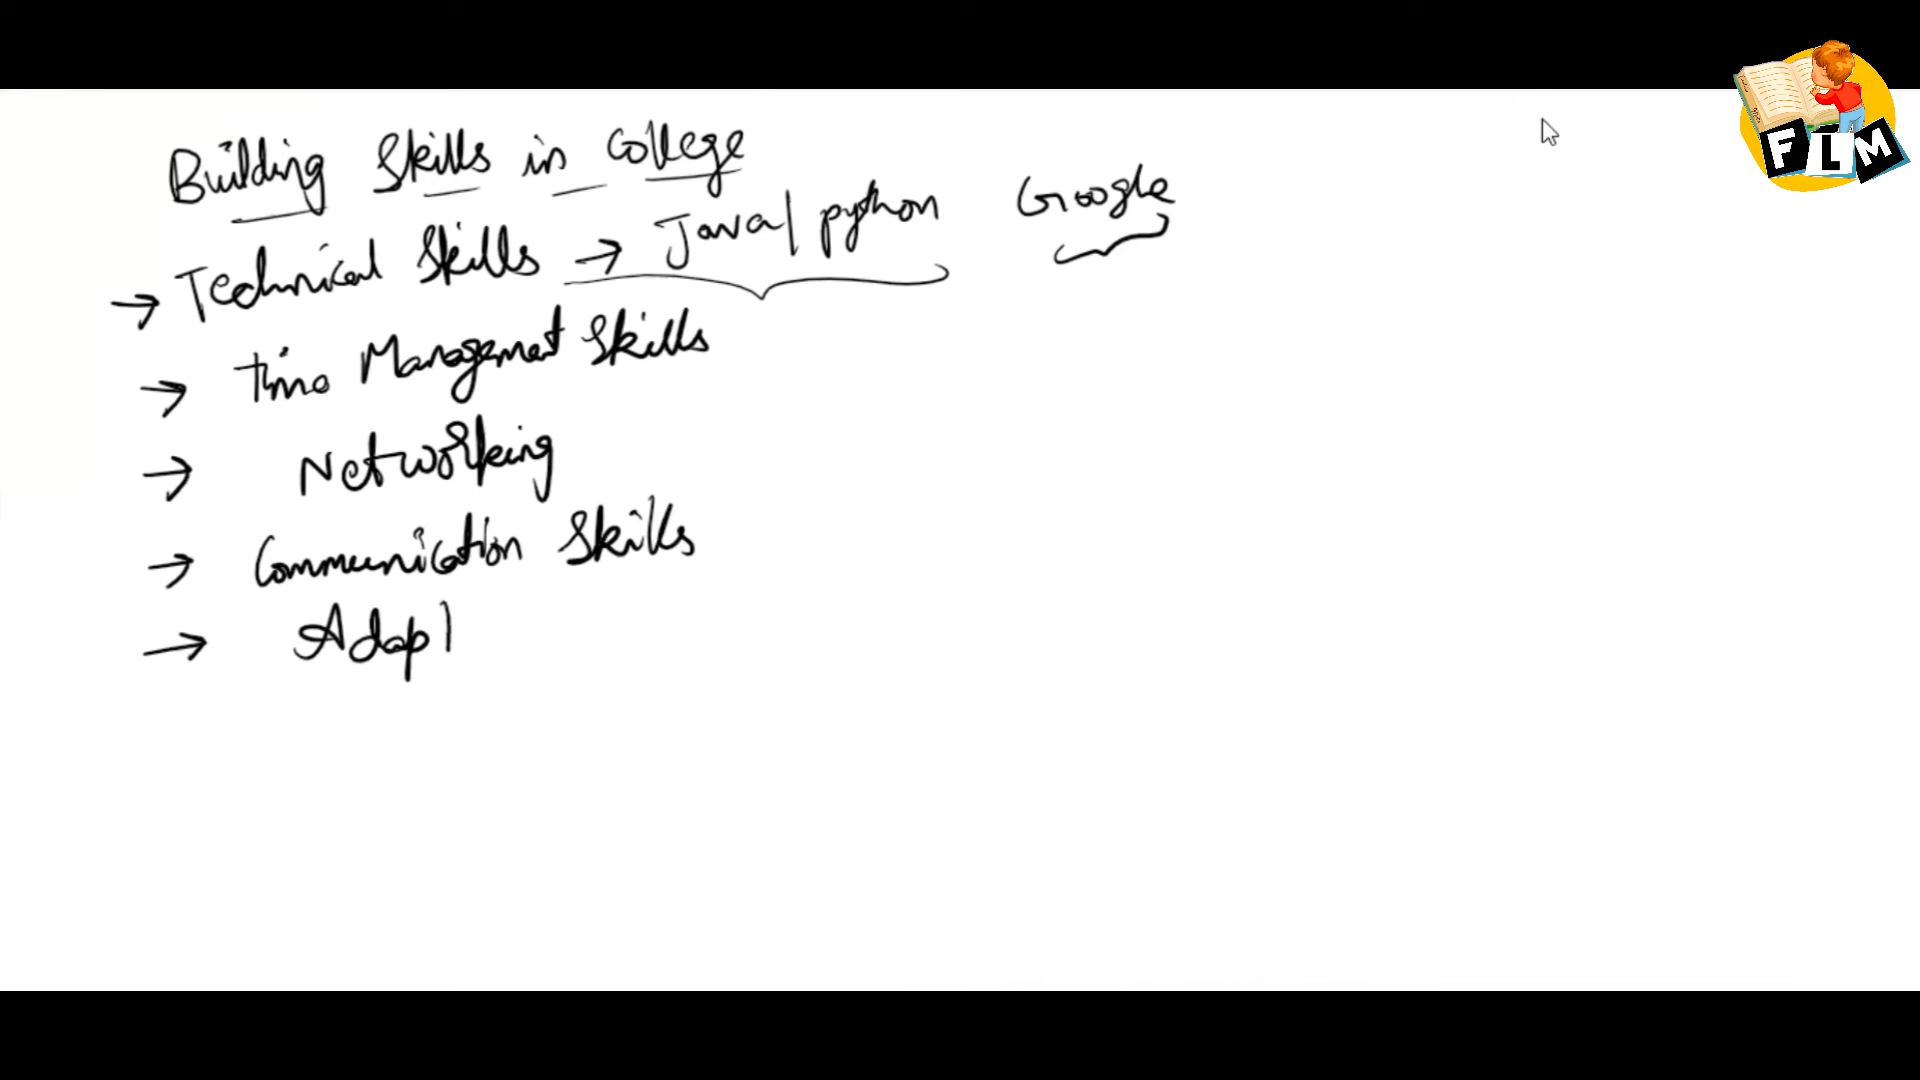 Building Skills in College
→ Technical Skills → Java/python Google
→ Time Management Skills
→ Networking
→ Communication Skills
→ Adapt
FLM